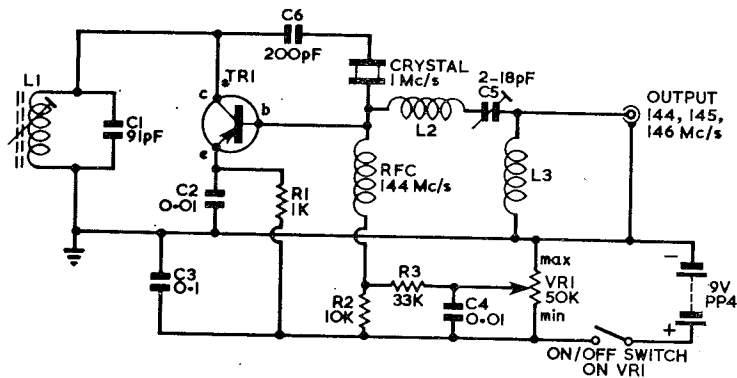 C6
200pF
L1
C1
91pF
*TR1
c
b
e
CRYSTAL
1 Mc/s
2-18pF
C5
L2
OUTPUT
144, 145,
146 Mc/s
C2
0·01
R1
1K
RFC
144 Mc/s
L3
C3
0·1
R2
10K
R3
33K
C4
0·01
max
VR1
50K
min
−
9V
PP4
+
ON/OFF SWITCH
ON VR1